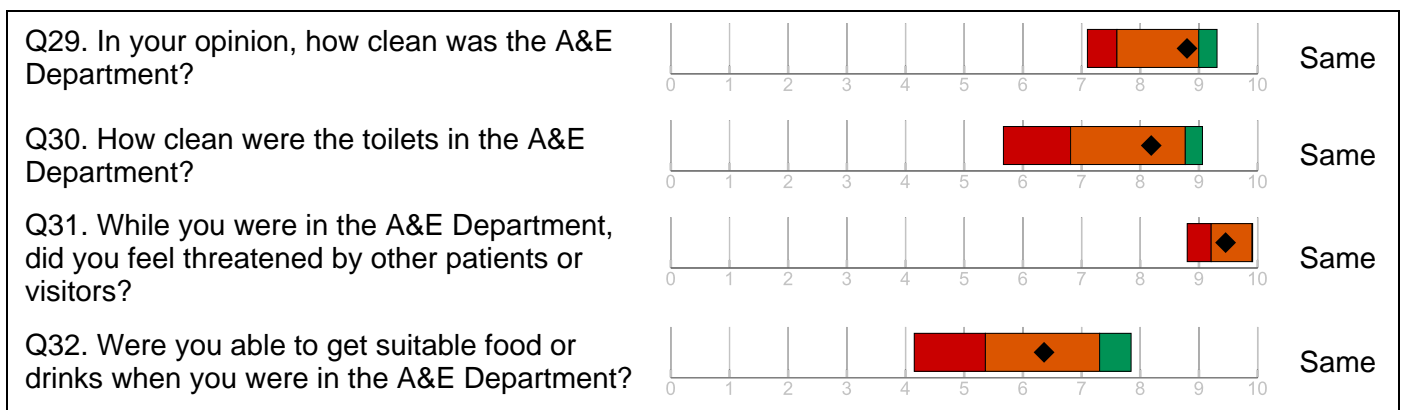 Q29. In your opinion, how clean was the A&E
Department?
Same
0 1 2 3 4 5 6 7 8 9 10
Q30. How clean were the toilets in the A&E
Department?
Same
0 1 2 3 4 5 6 7 8 9 10
Q31. While you were in the A&E Department,
did you feel threatened by other patients or
visitors?
Same
0 1 2 3 4 5 6 7 8 9 10
Q32. Were you able to get suitable food or
drinks when you were in the A&E Department?
Same
0 1 2 3 4 5 6 7 8 9 10